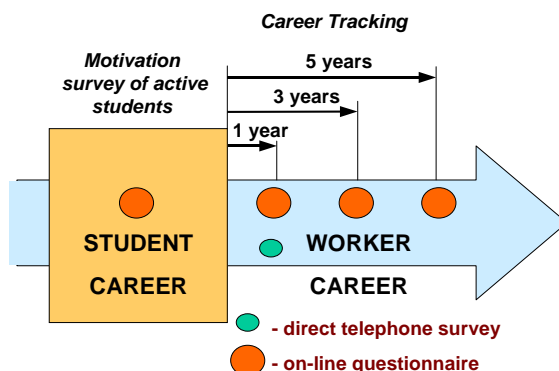 Career Tracking
Motivation
survey of active
students
5 years
3 years
1 year
STUDENT
CAREER
WORKER
CAREER
- direct telephone survey
- on-line questionnaire